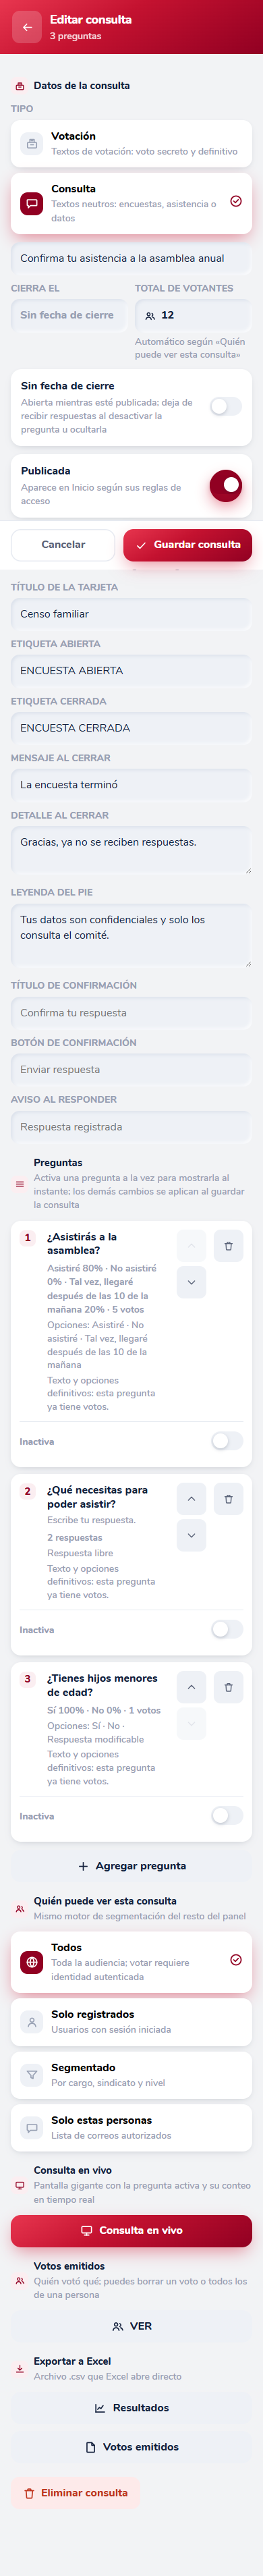 Editar consulta
3 preguntas
Datos de la consulta
TIPO
Votación
Textos de votación: voto secreto y definitivo
Consulta
Textos neutros: encuestas, asistencia o
datos
Confirma tu asistencia a la asamblea anual
CIERRA EL
TOTAL DE VOTANTES
Sin fecha de cierre
12
Automático según «Quién
puede ver esta consulta»
Sin fecha de cierre
Abierta mientras esté publicada; deja de
recibir respuestas al desactivar la
pregunta u ocultarla
Publicada
Aparece en Inicio según sus reglas de
acceso
Cancelar
Guardar consulta
TÍTULO DE LA TARJETA
Censo familiar
ETIQUETA ABIERTA
ENCUESTA ABIERTA
ETIQUETA CERRADA
ENCUESTA CERRADA
MENSAJE AL CERRAR
La encuesta terminó
DETALLE AL CERRAR
Gracias, ya no se reciben respuestas.
LEYENDA DEL PIE
Tus datos son confidenciales y solo los
consulta el comité.
TÍTULO DE CONFIRMACIÓN
Confirma tu respuesta
BOTÓN DE CONFIRMACIÓN
Enviar respuesta
AVISO AL RESPONDER
Respuesta registrada
Preguntas
Activa una pregunta a la vez para mostrarla al
instante; los demás cambios se aplican al guardar
la consulta
1
¿Asistirás a la
asamblea?
Asistiré 80% · No asistiré
0% · Tal vez, llegaré
después de las 10 de la
mañana 20% · 5 votos
Opciones: Asistiré · No
asistiré · Tal vez, llegaré
después de las 10 de la
mañana
Texto y opciones
definitivos: esta pregunta
ya tiene votos.
Inactiva
2
¿Qué necesitas para
poder asistir?
Escribe tu respuesta.
2 respuestas
Respuesta libre
Texto y opciones
definitivos: esta pregunta
ya tiene votos.
Inactiva
3
¿Tienes hijos menores
de edad?
Sí 100% · No 0% · 1 votos
Opciones: Sí · No ·
Respuesta modificable
Texto y opciones
definitivos: esta pregunta
ya tiene votos.
Inactiva
Agregar pregunta
Quién puede ver esta consulta
Mismo motor de segmentación del resto del panel
Todos
Toda la audiencia; votar requiere
identidad autenticada
Solo registrados
Usuarios con sesión iniciada
Segmentado
Por cargo, sindicato y nivel
Solo estas personas
Lista de correos autorizados
Consulta en vivo
Pantalla gigante con la pregunta activa y su conteo
en tiempo real
Consulta en vivo
Votos emitidos
Quién votó qué; puedes borrar un voto o todos los
de una persona
VER
Exportar a Excel
Archivo .csv que Excel abre directo
Resultados
Votos emitidos
Eliminar consulta